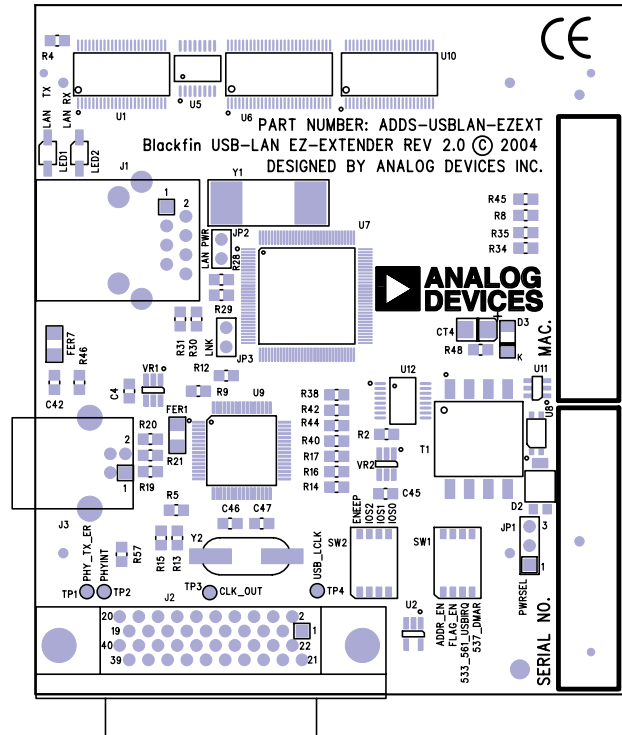 R4
U1
U5
U6
U10
LAN TX
LAN RX
LED1
LED2
PART NUMBER: ADDS-USBLAN-EZEXT
Blackfin USB-LAN EZ-EXTENDER REV 2.0 © 2004
DESIGNED BY ANALOG DEVICES INC.
J1
1
2
Y1
JP2
LAN PWR
R28
U7
R45
R8
R35
R34
ANALOG
DEVICES
R29
R31
R30
LNK
JP3
CT4
+
D3
R48
K
MAC.
FER7
R46
VR1
R12
C42
C4
R9
FER1
U9
R38
R42
R44
R40
R17
R16
R14
U12
U11
U8
T1
R2
VR2
C45
R20
R21
R19
2
1
J3
R5
C46
C47
ENEEP
IOS2
IOS1
IOS0
SW2
SW1
D2
JP1
3
1
PWRSEL
PHY_TX_ER
PHYINT
R57
R15
R13
Y2
USB_LCLK
TP1
TP2
TP3
CLK_OUT
TP4
J2
20
19
40
39
2
1
22
21
U2
ADDR_EN
FLAG_EN
533_561_USBIRQ
537_DMAR
SERIAL NO.
CE